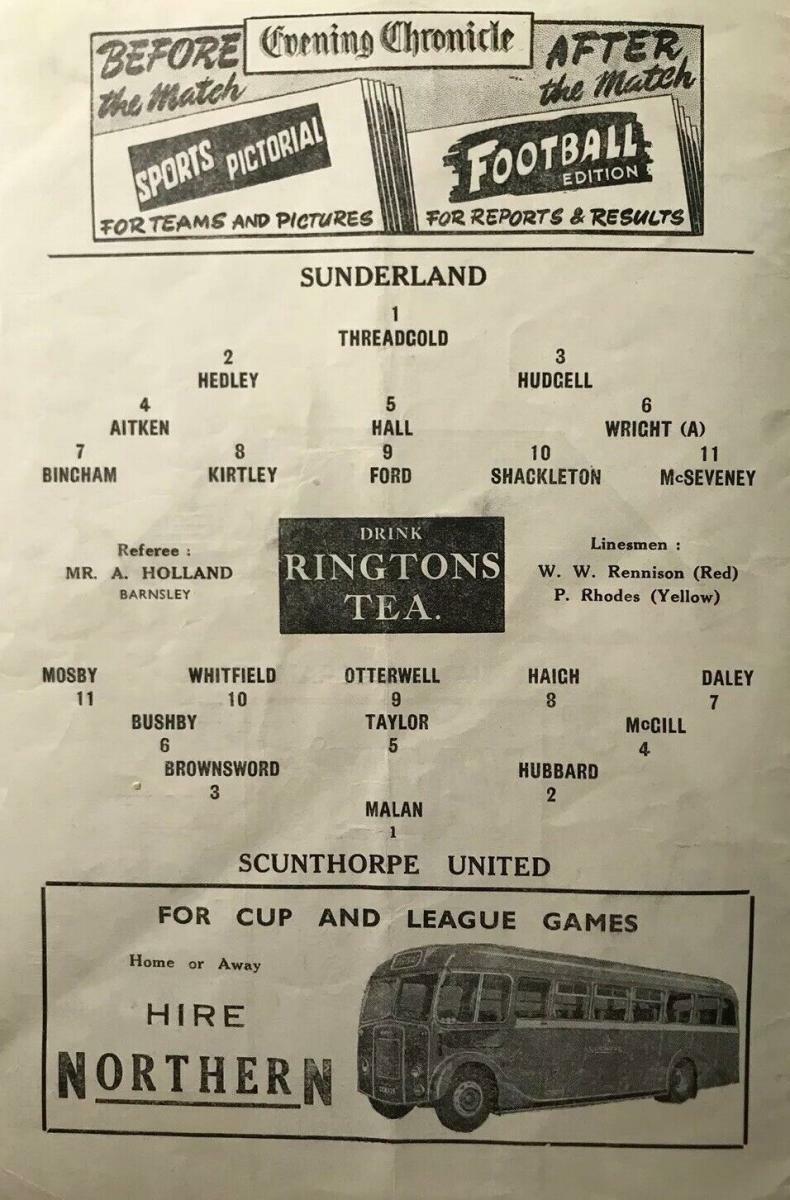 Evening Chronicle
BEFORE
the Match
AFTER
the Match
SPORTS PICTORIAL
FOOTBALL
EDITION
FOR TEAMS AND PICTURES
FOR REPORTS & RESULTS
SUNDERLAND
1
THREADGOLD
2 3
HEDLEY HUDGELL
4 5 6
AITKEN HALL WRIGHT (A)
7 8 9 10 11
BINGHAM KIRTLEY FORD SHACKLETON McSEVENEY
Referee :
MR. A. HOLLAND
BARNSLEY
DRINK
RINGTONS
TEA.
Linesmen :
W. W. Rennison (Red)
P. Rhodes (Yellow)
MOSBY WHITFIELD OTTERWELL HAIGH DALEY
11 10 9 8 7
BUSHBY TAYLOR McGILL
6 5 4
BROWNSWORD HUBBARD
3 2
MALAN
1
SCUNTHORPE UNITED
FOR CUP AND LEAGUE GAMES
Home or Away
HIRE
NORTHERN